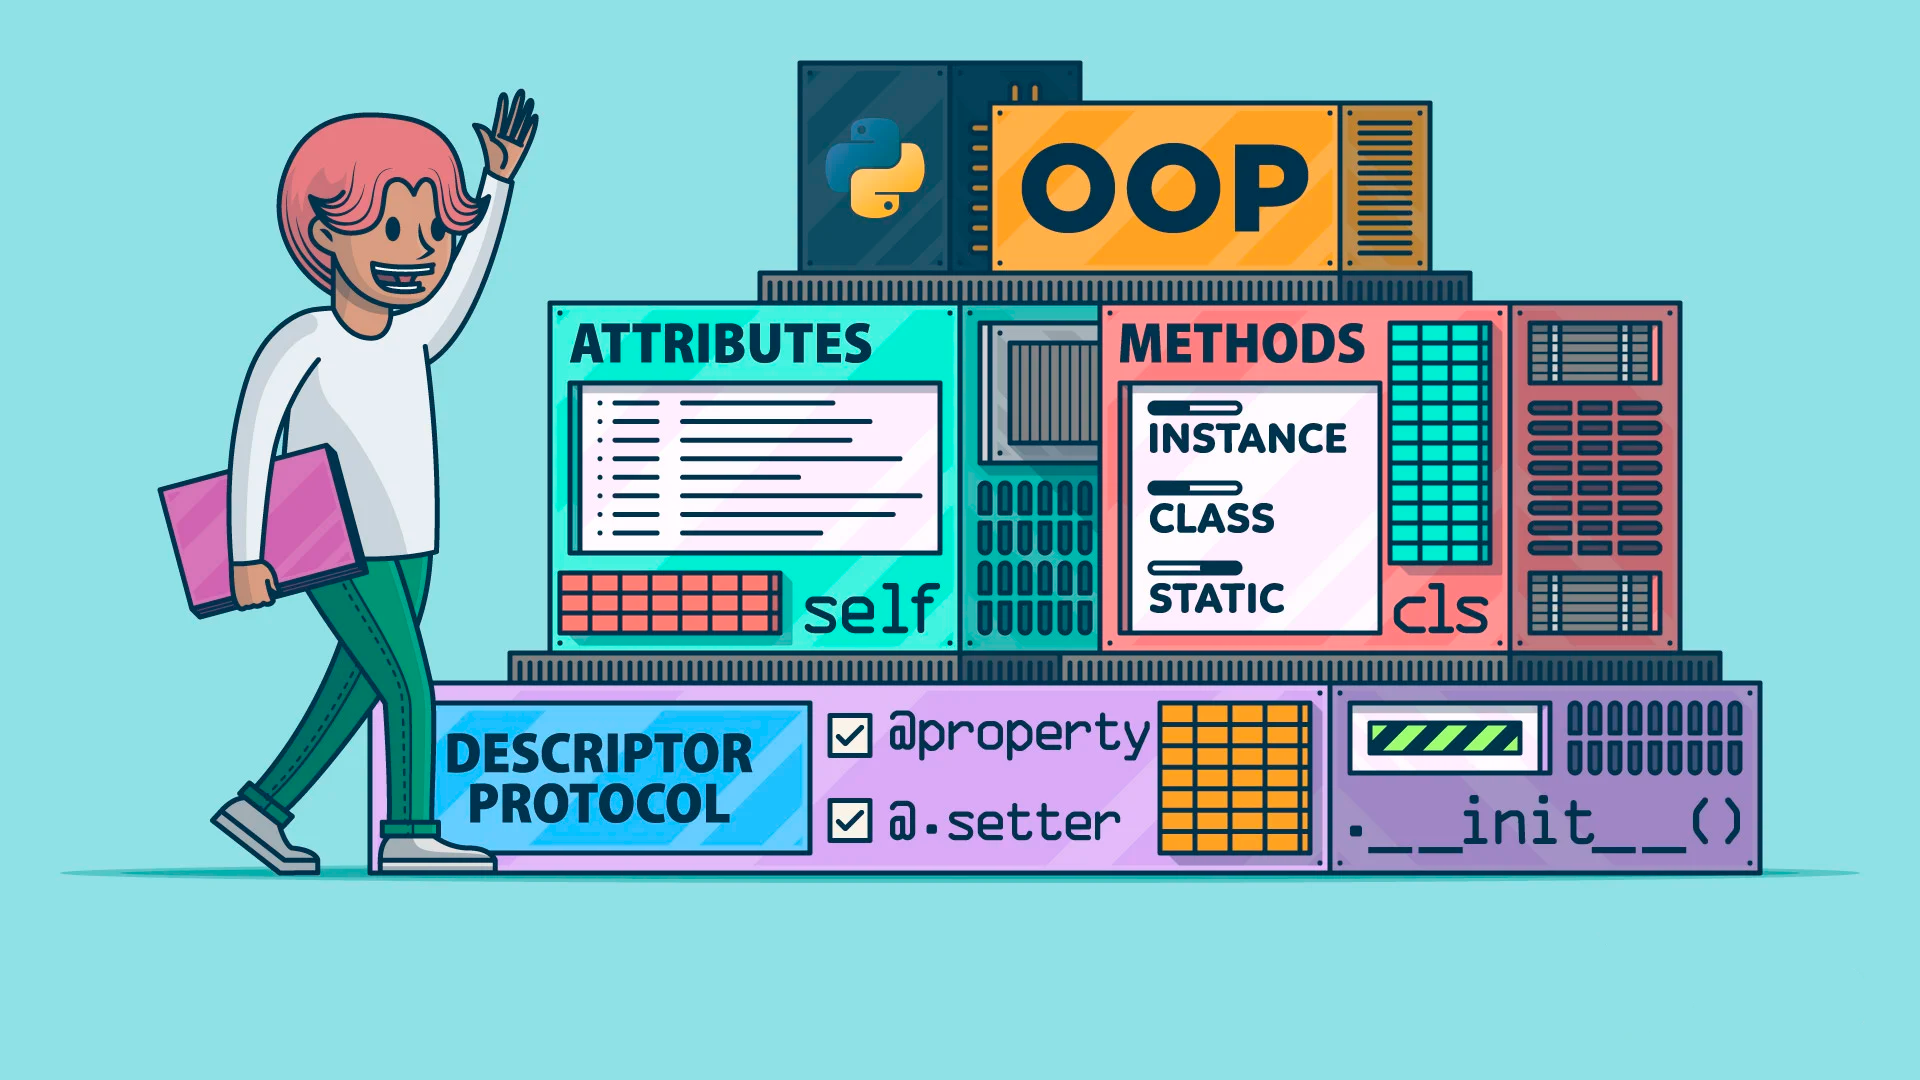 OOP
ATTRIBUTES
self
METHODS
INSTANCE
CLASS
STATIC
cls
DESCRIPTOR
PROTOCOL
@property
@.setter
.__init__()